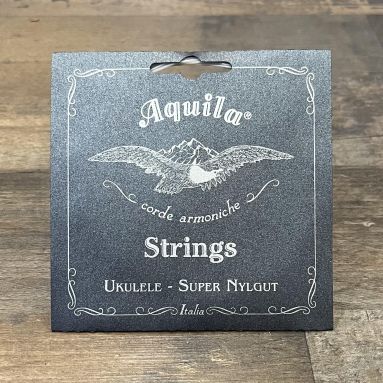 Aquila®
corde armoniche
Strings
Ukulele - Super Nylgut
Italia